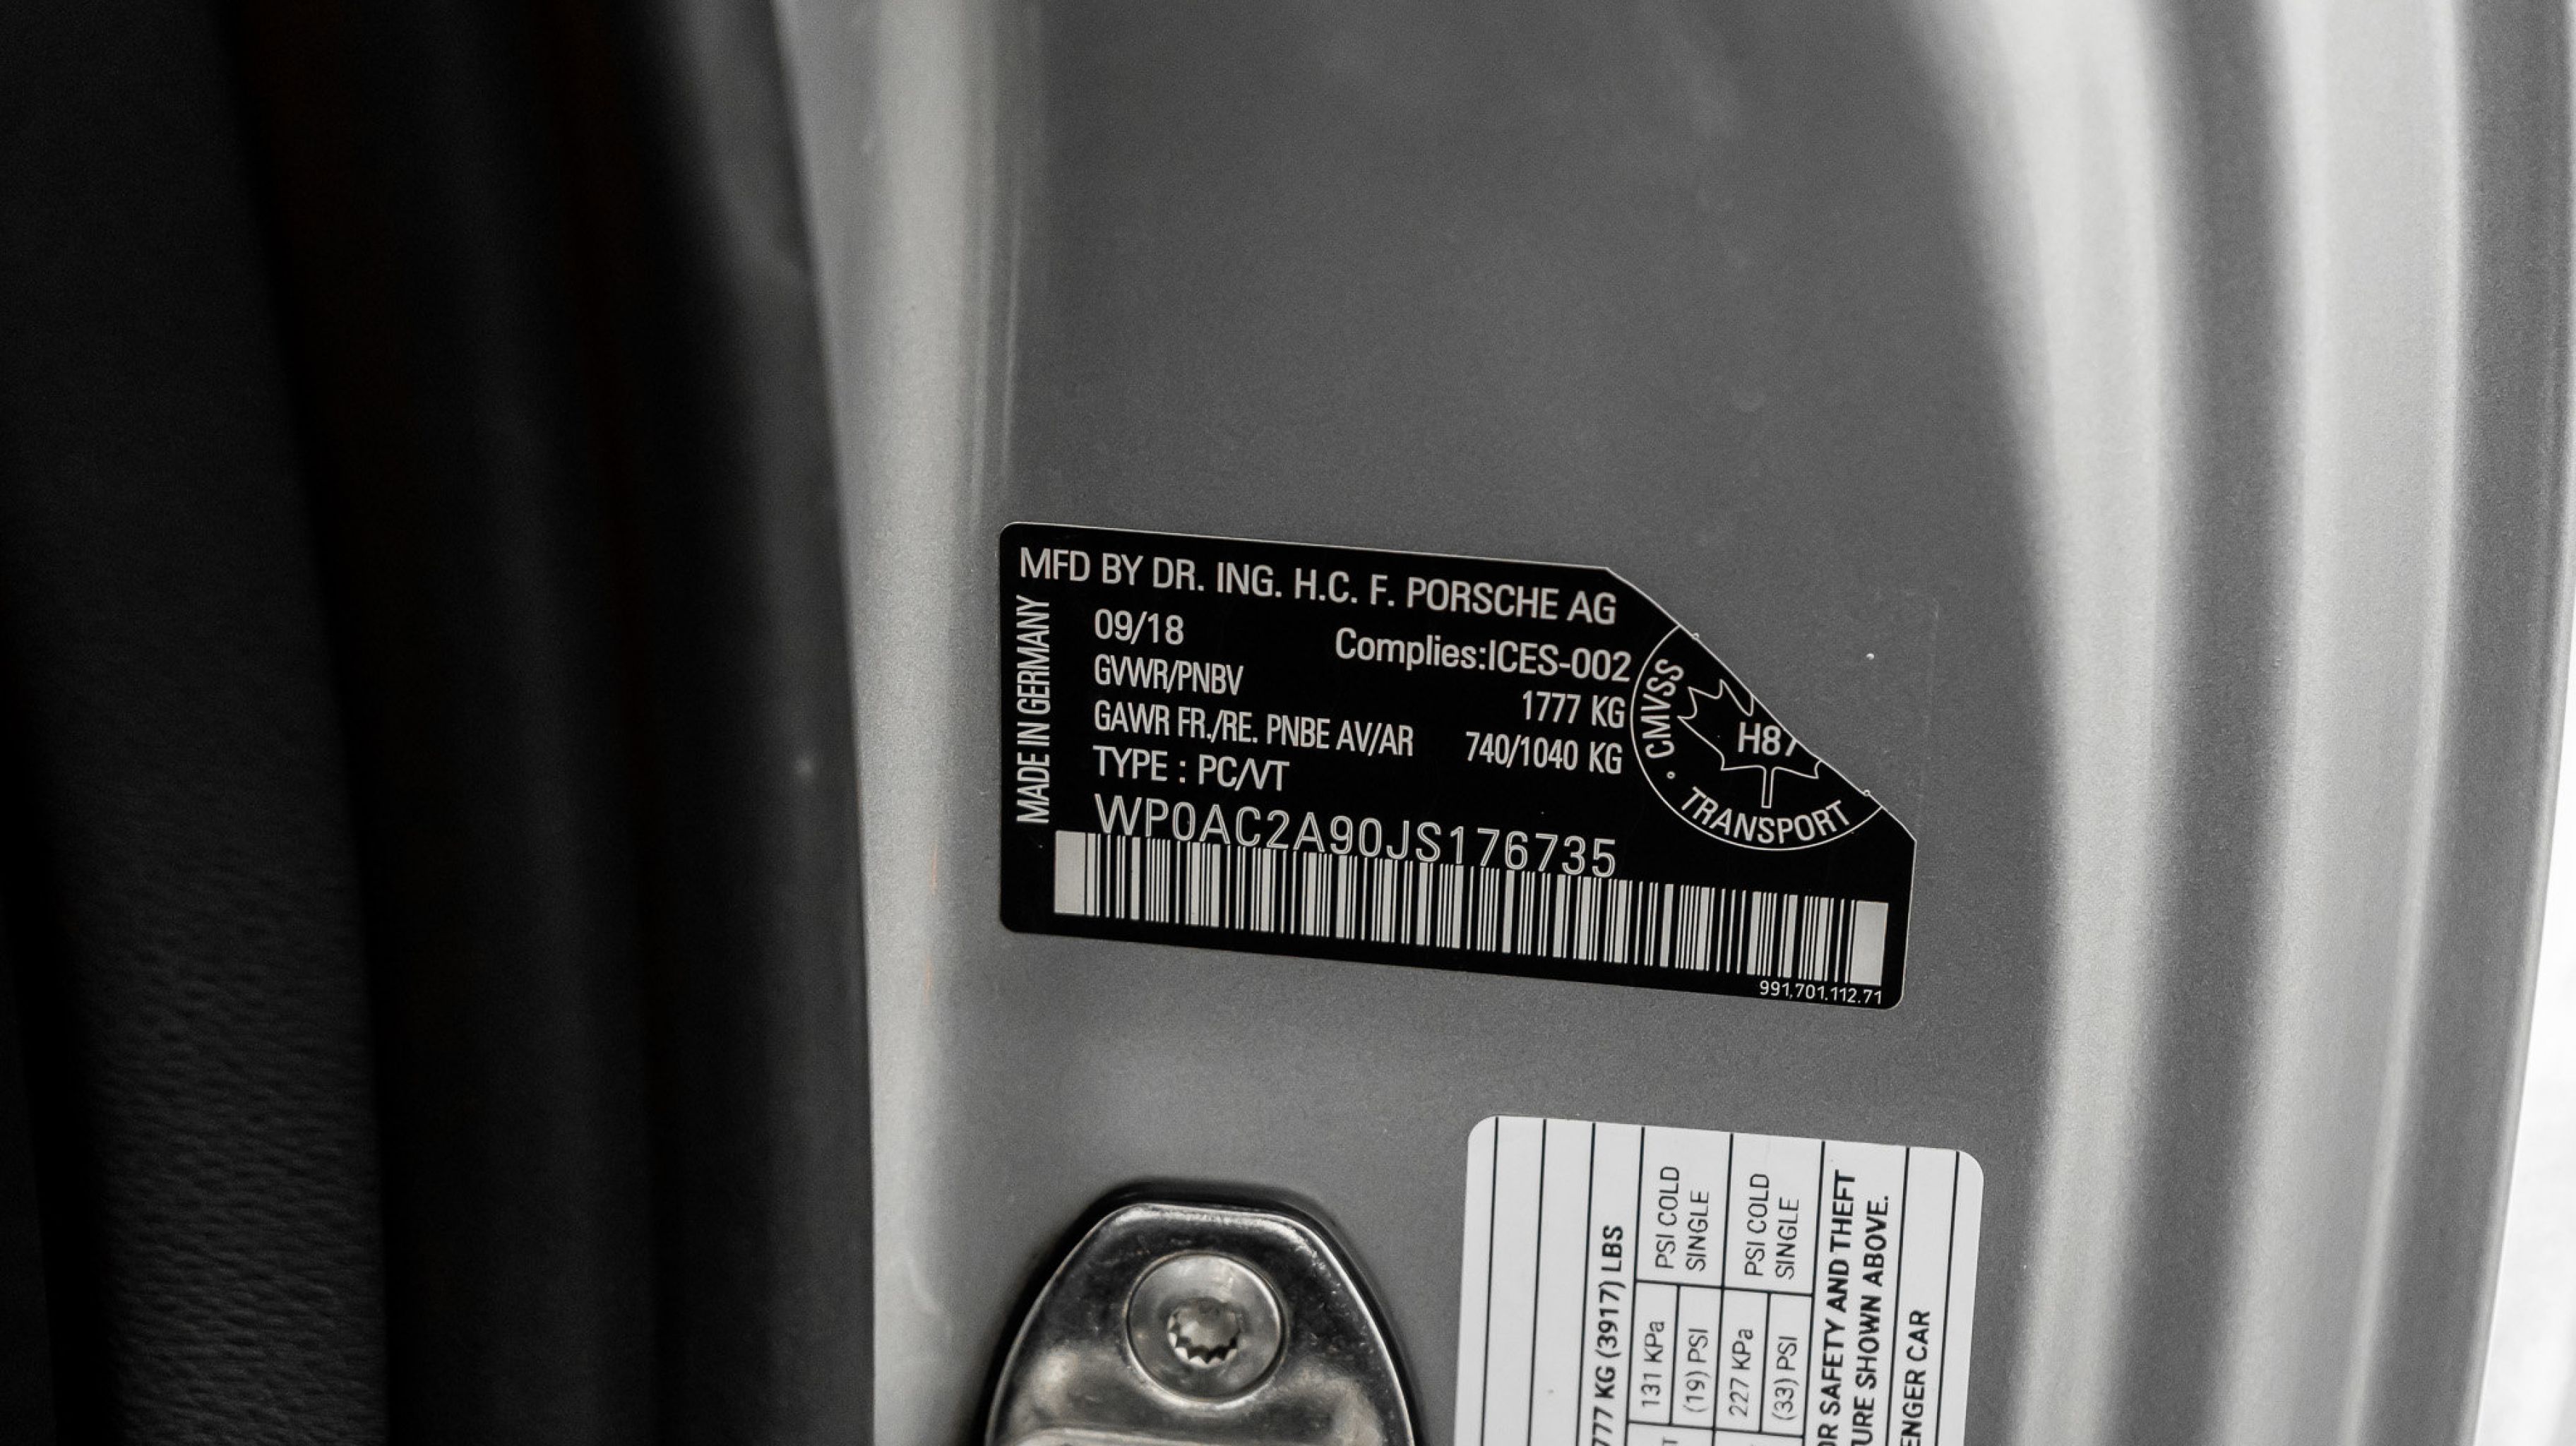 MFD BY DR. ING. H.C. F. PORSCHE AG
MADE IN GERMANY
09/18
Complies:ICES-002
GVWR/PNBV 1777 KG
GAWR FR./RE. PNBE AV/AR 740/1040 KG
TYPE : PC/VT
WP0AC2A90JS176735
CMVSS
H87
TRANSPORT
991.701.112.71
777 KG (3917) LBS
131 KPa PSI COLD
(19) PSI SINGLE
227 KPa PSI COLD
(33) PSI SINGLE
SAFETY AND THEFT
SHOWN ABOVE.
CAR